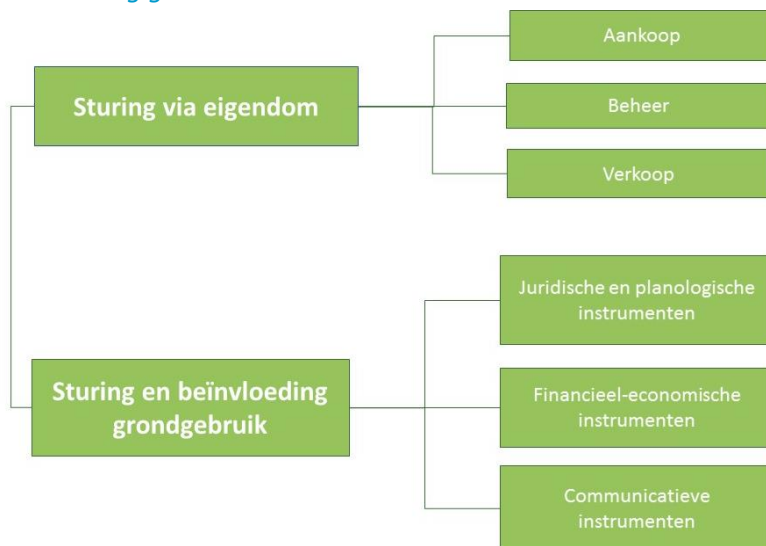 Sturing via eigendom
Aankoop
Beheer
Verkoop
Sturing en beïnvloeding
grondgebruik
Juridische en planologische
instrumenten
Financieel-economische
instrumenten
Communicatieve
instrumenten